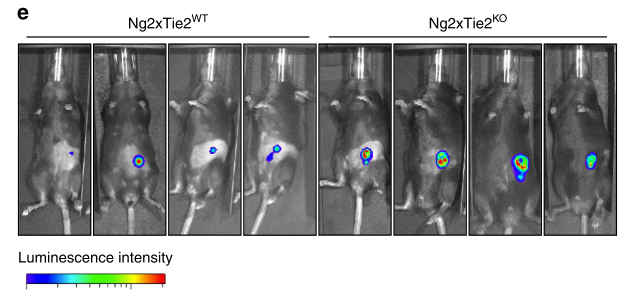 e
Ng2xTie2WT
Ng2xTie2KO
Luminescence intensity